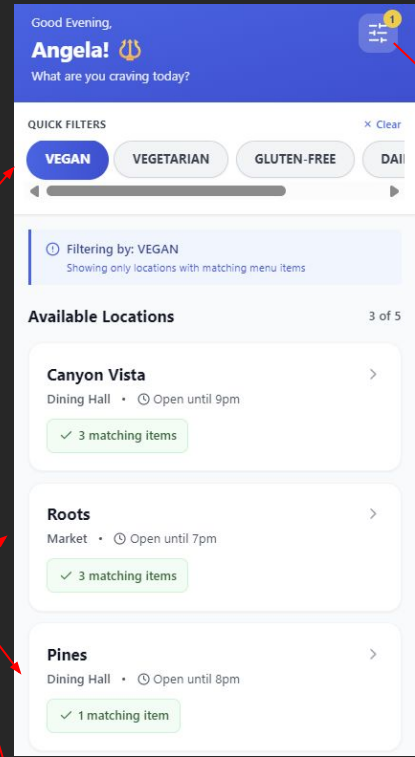 Good Evening,
Angela! 🔱
1
What are you craving today?
QUICK FILTERS
× Clear
VEGAN
VEGETARIAN
GLUTEN-FREE
DAI
Filtering by: VEGAN
Showing only locations with matching menu items
Available Locations
3 of 5
Canyon Vista
Dining Hall • Open until 9pm
✓ 3 matching items
Roots
Market • Open until 7pm
✓ 3 matching items
Pines
Dining Hall • Open until 8pm
✓ 1 matching item